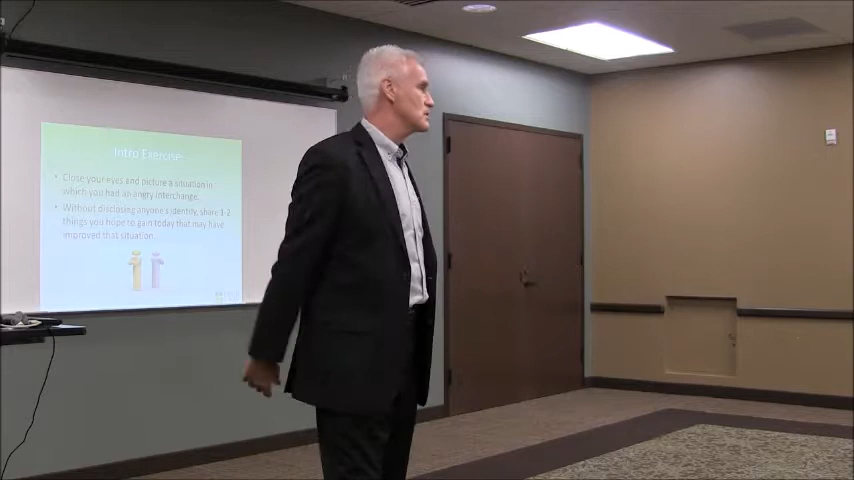 Intro Exercise
• Close your eyes and picture a situation in
which you had an angry interchange.
• Without disclosing anyone's identity, share 1-2
things you hope to gain today that may have
improved that situation.